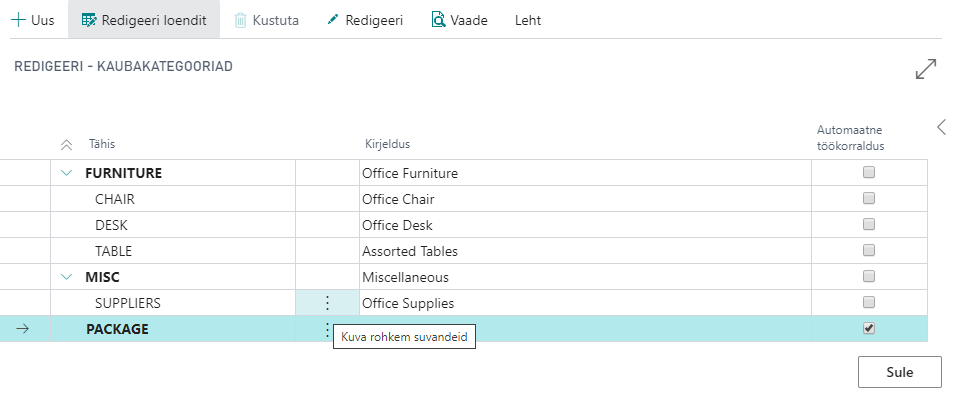 Uus Redigeeri loendit Kustuta Redigeeri Vaade Leht
REDIGEERI - KAUBAKATEGOORIAD
Tähis Kirjeldus Automaatne töökorraldus
FURNITURE Office Furniture
CHAIR Office Chair
DESK Office Desk
TABLE Assorted Tables
MISC Miscellaneous
SUPPLIERS Office Supplies
PACKAGE
Kuva rohkem suvandeid
Sule